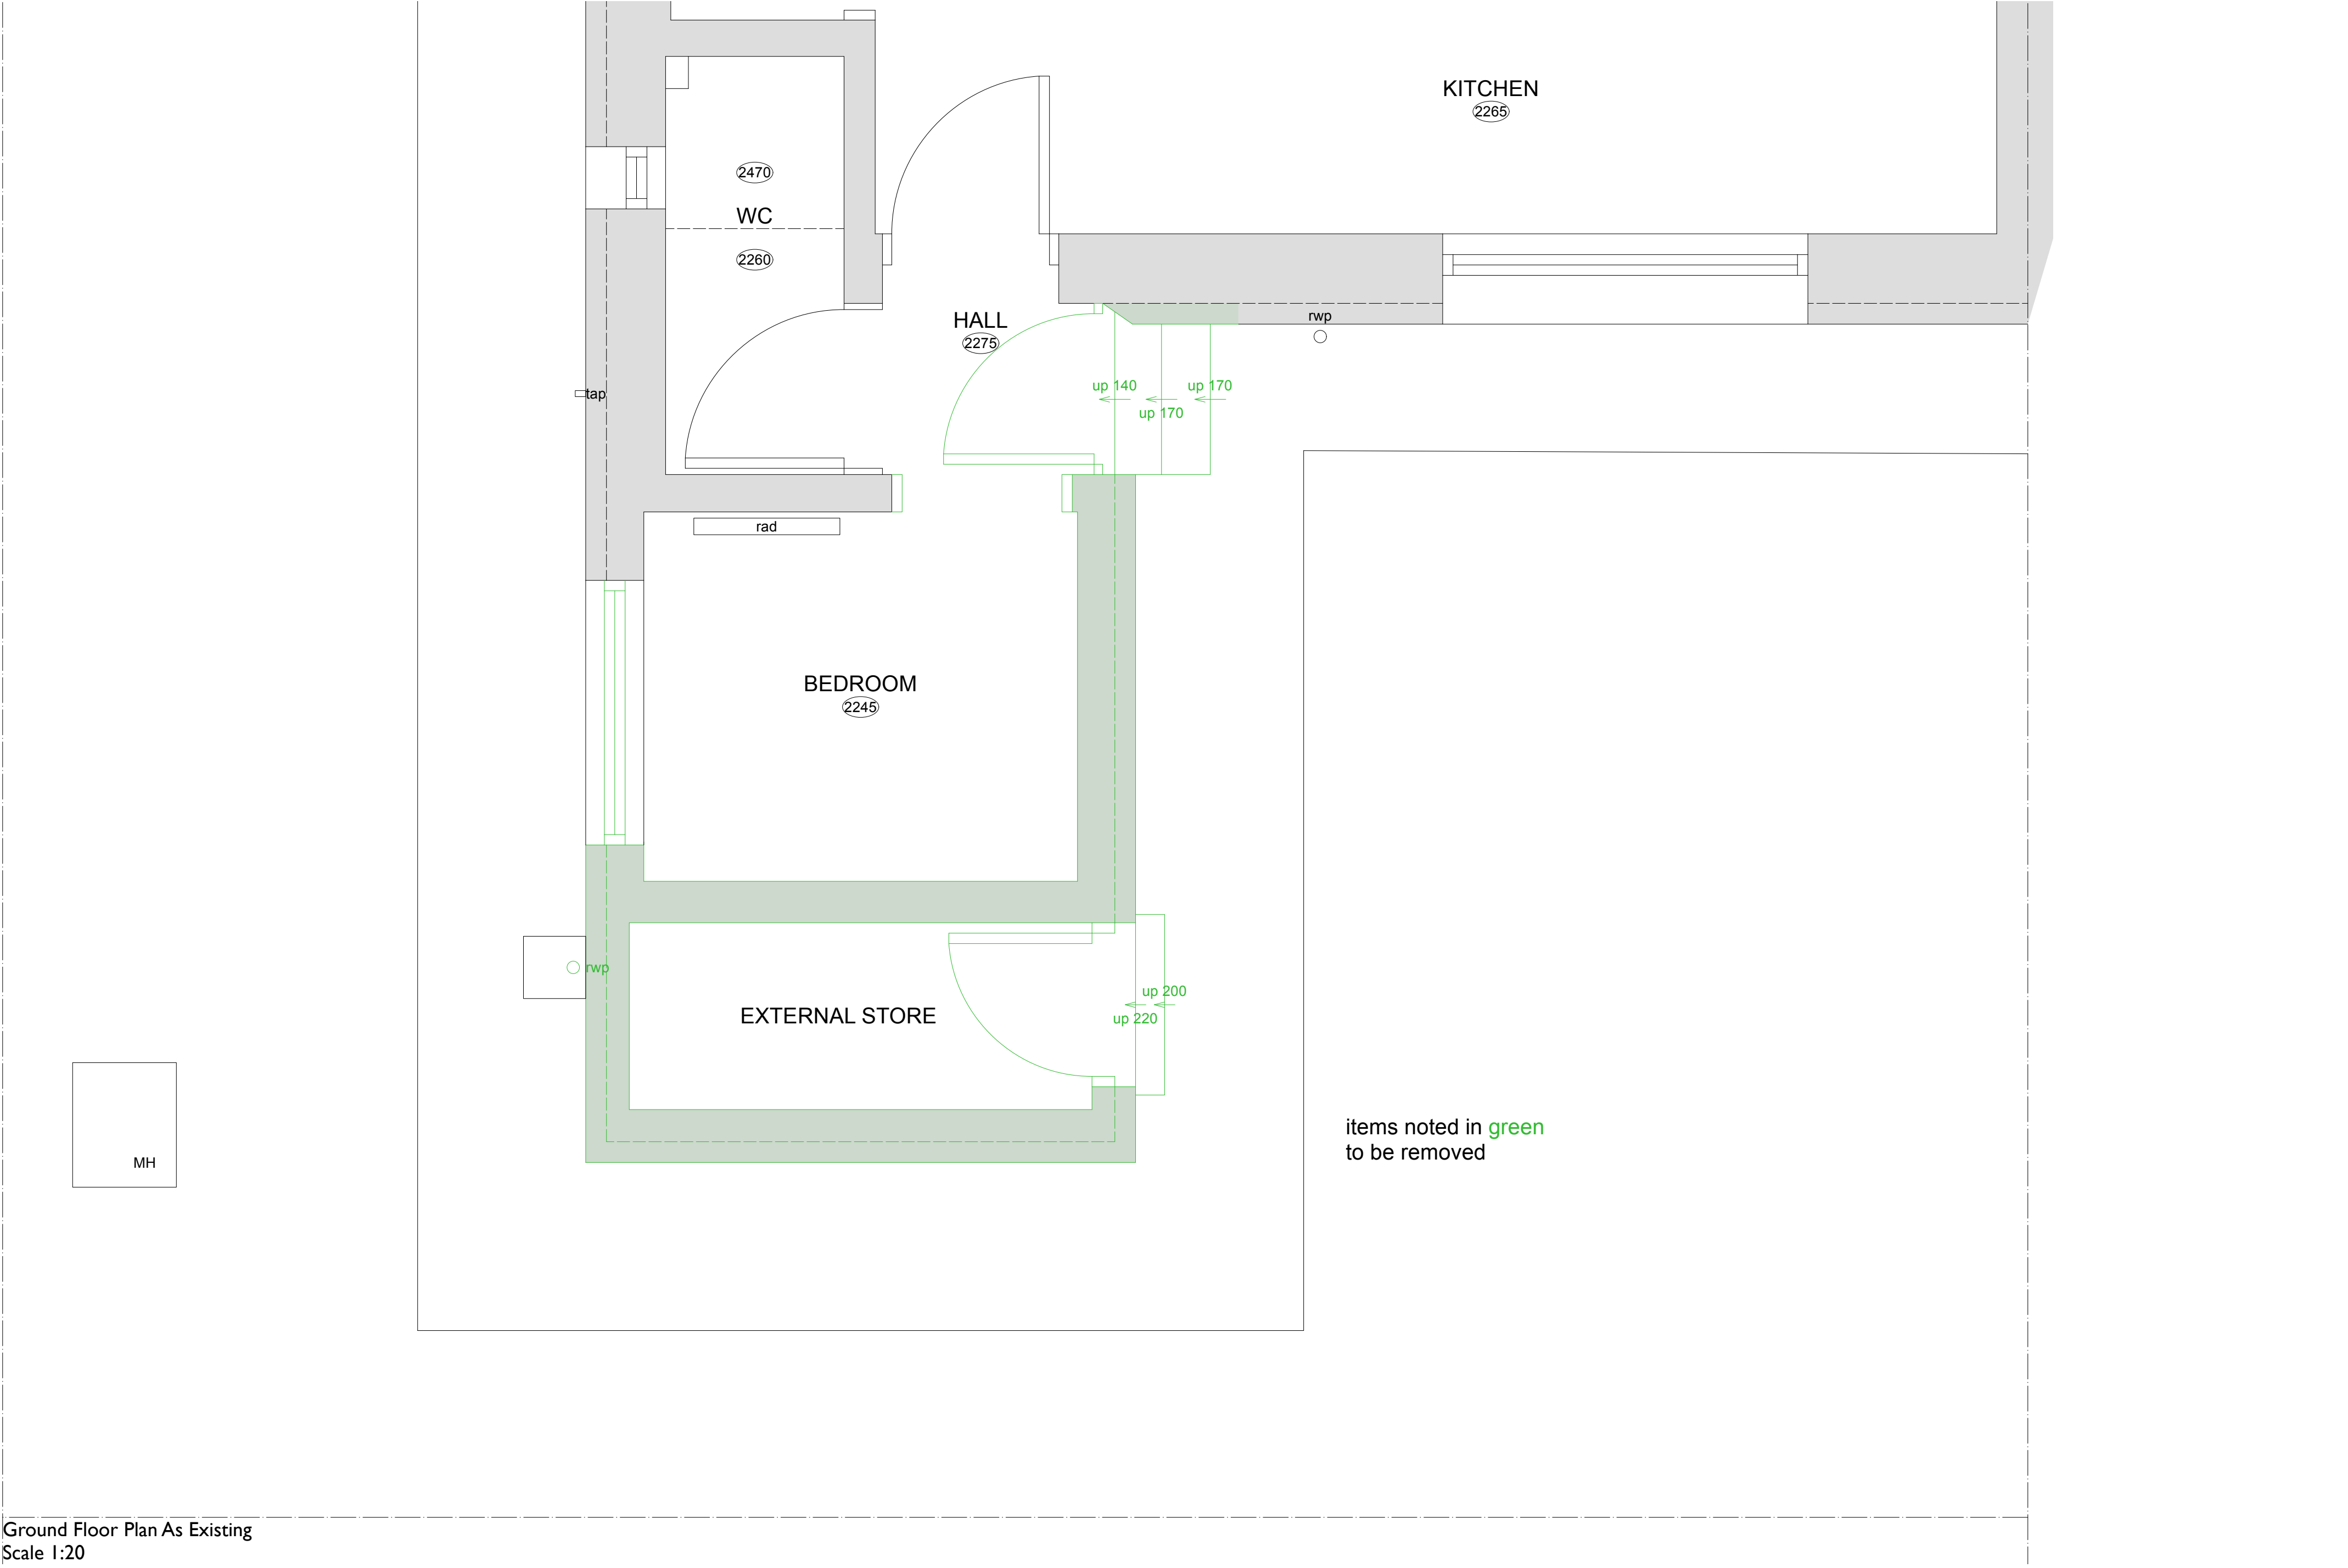 KITCHEN
2265
2470
WC
2260
HALL
2275
rwp
up 140
up 170
up 170
tap
rad
BEDROOM
2245
rwp
up 200
up 220
EXTERNAL STORE
MH
items noted in green
to be removed
Ground Floor Plan As Existing
Scale 1:20